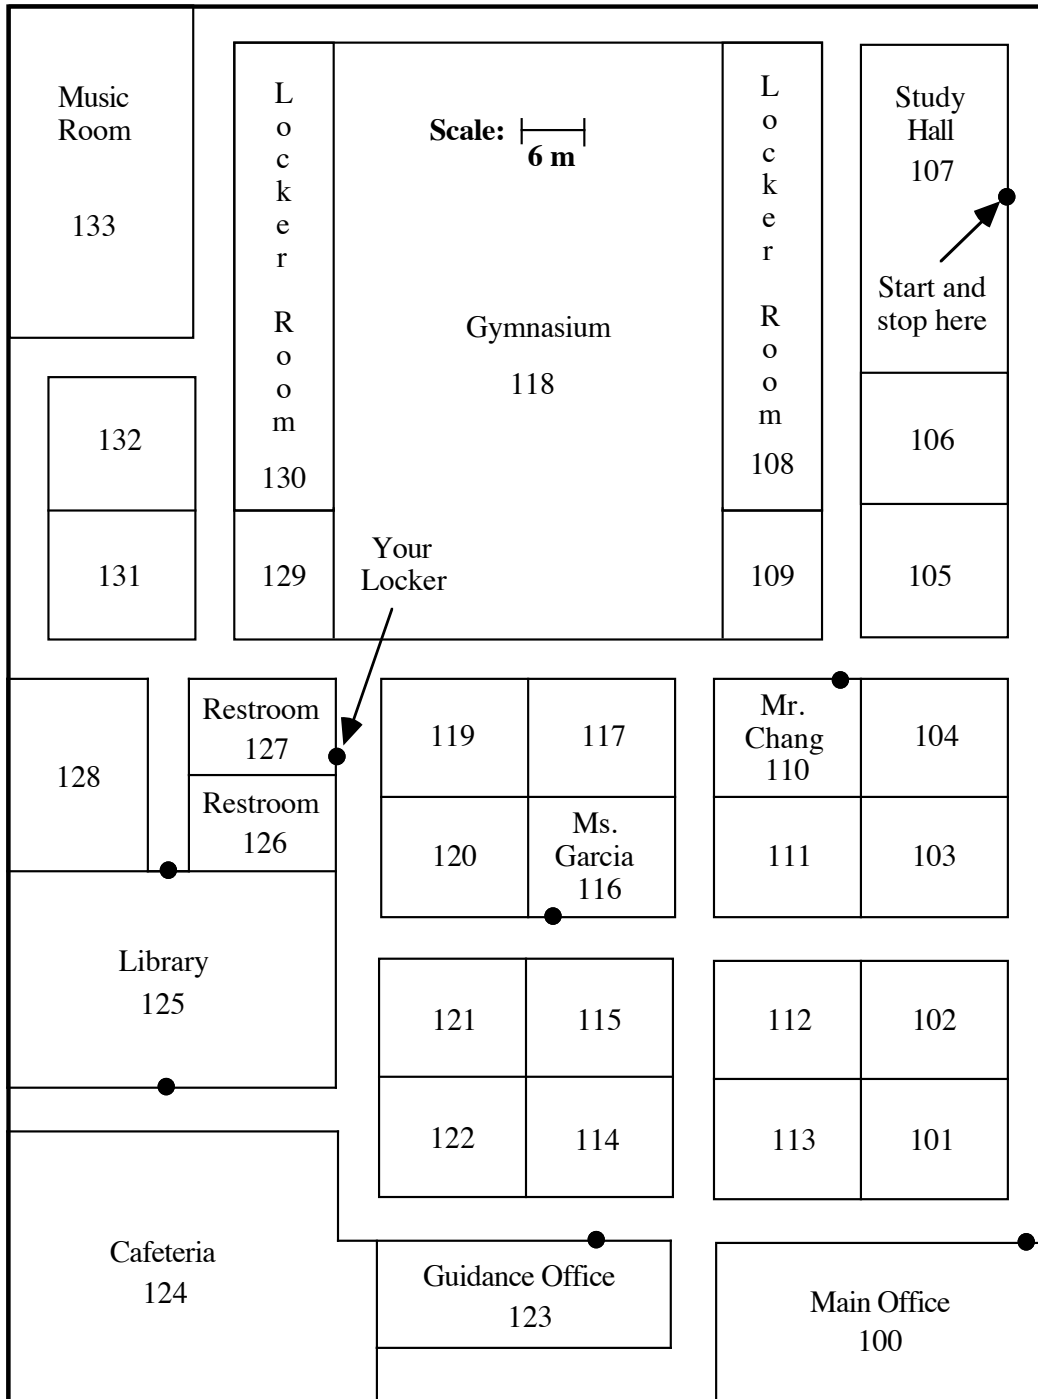 Music
Room
133
L
o
c
k
e
r
R
o
o
m
130
Scale:
6 m
Gymnasium
118
L
o
c
k
e
r
R
o
o
m
108
Study
Hall
107
Start and
stop here
132
106
131
129
Your
Locker
109
105
128
Restroom
127
Restroom
126
119
117
Mr.
Chang
110
104
120
Ms.
Garcia
116
111
103
Library
125
121
115
112
102
122
114
113
101
Cafeteria
124
Guidance Office
123
Main Office
100